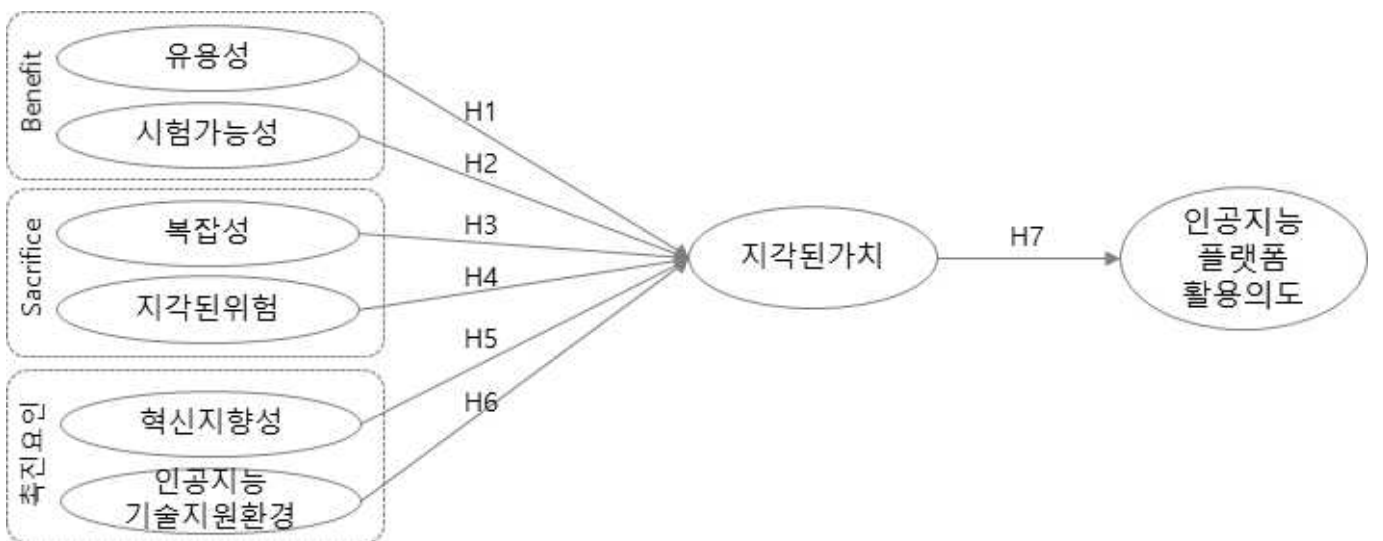 Benefit
유용성
시험가능성
H1
H2
Sacrifice
복잡성
지각된위험
H3
H4
촉진요인
혁신지향성
인공지능
기술지원환경
H5
H6
지각된가치
H7
인공지능
플랫폼
활용의도